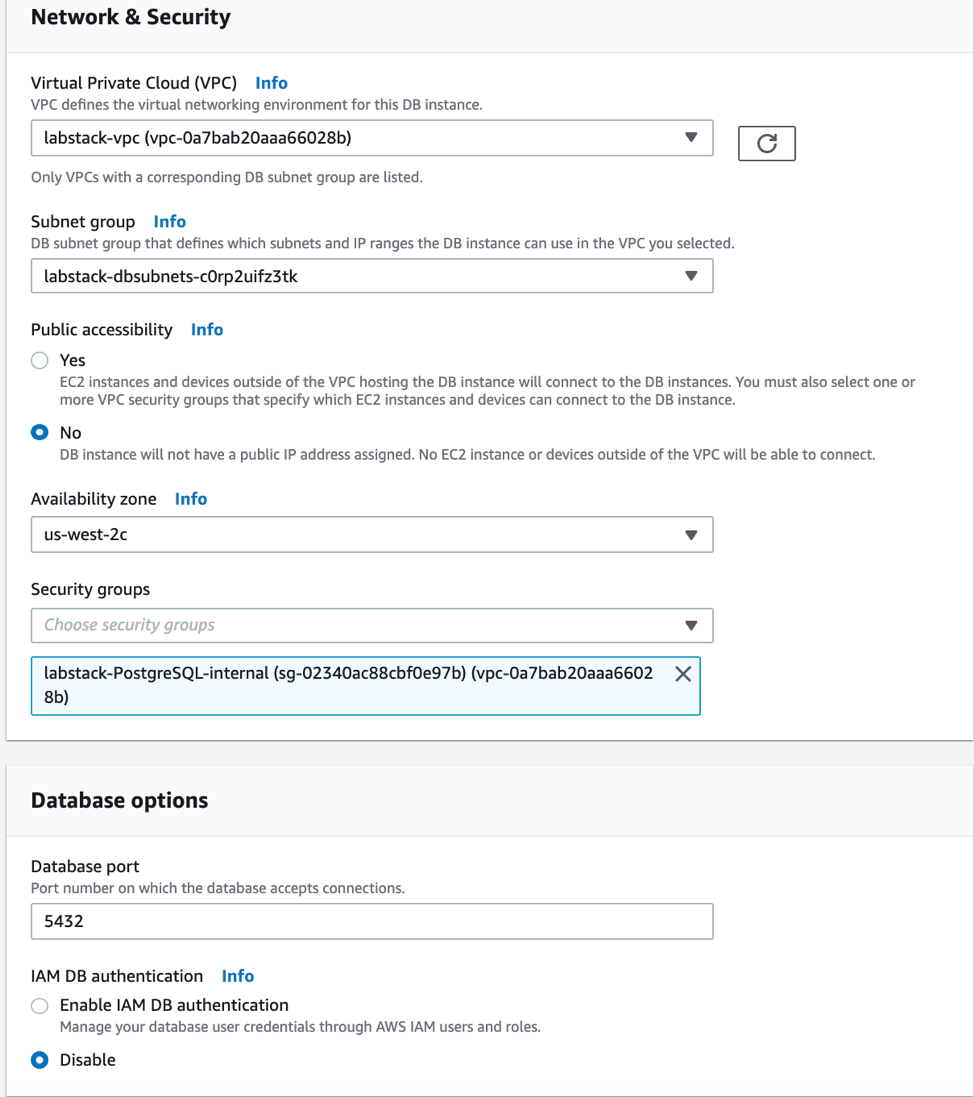 Network & Security
Virtual Private Cloud (VPC) Info
VPC defines the virtual networking environment for this DB instance.
labstack-vpc (vpc-0a7bab20aaa66028b)
Only VPCs with a corresponding DB subnet group are listed.
Subnet group Info
DB subnet group that defines which subnets and IP ranges the DB instance can use in the VPC you selected.
labstack-dbsubnets-c0rp2uifz3tk
Public accessibility Info
Yes
EC2 instances and devices outside of the VPC hosting the DB instance will connect to the DB instances. You must also select one or
more VPC security groups that specify which EC2 instances and devices can connect to the DB instance.
No
DB instance will not have a public IP address assigned. No EC2 instance or devices outside of the VPC will be able to connect.
Availability zone Info
us-west-2c
Security groups
Choose security groups
labstack-PostgreSQL-internal (sg-02340ac88cbf0e97b) (vpc-0a7bab20aaa6602
8b)
Database options
Database port
Port number on which the database accepts connections.
5432
IAM DB authentication Info
Enable IAM DB authentication
Manage your database user credentials through AWS IAM users and roles.
Disable